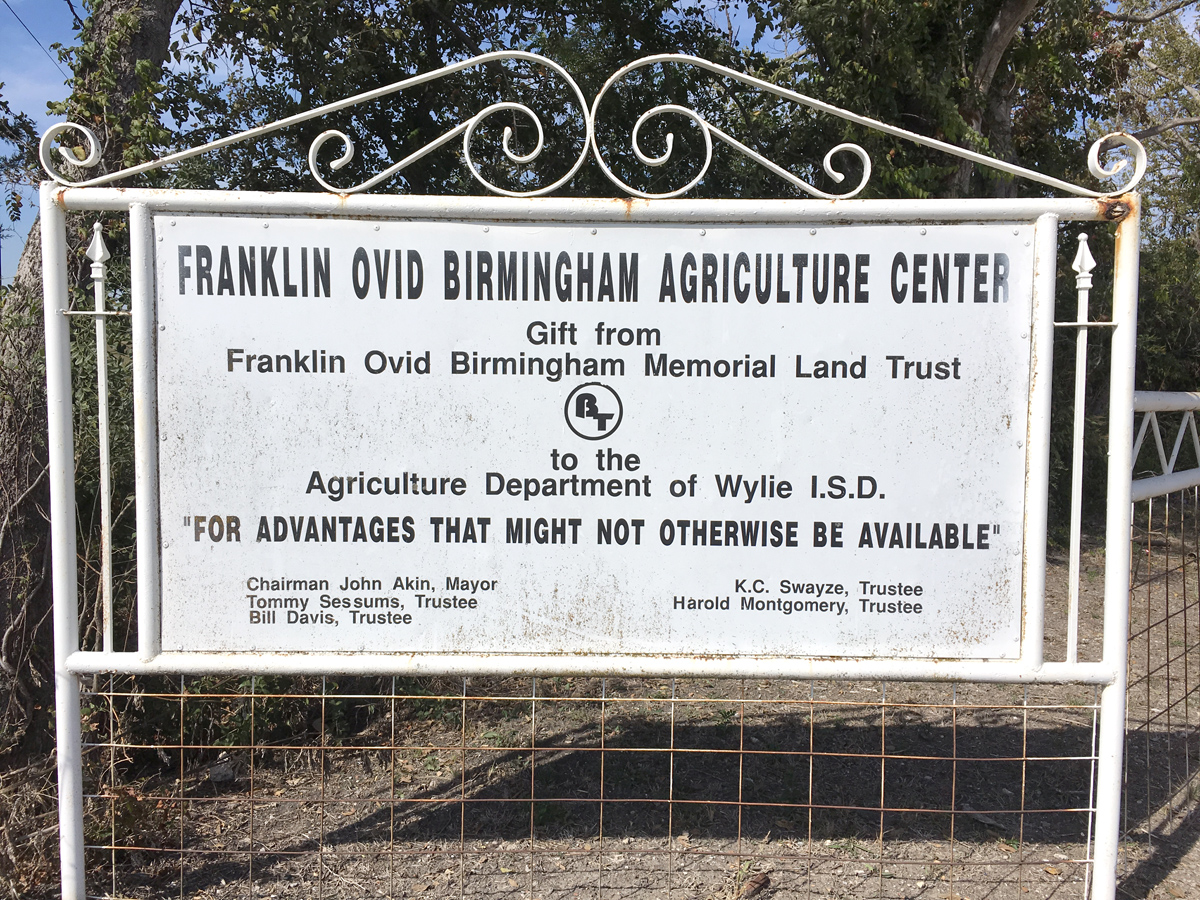 FRANKLIN OVID BIRMINGHAM AGRICULTURE CENTER
Gift from
Franklin Ovid Birmingham Memorial Land Trust
BT
to the
Agriculture Department of Wylie I.S.D.
"FOR ADVANTAGES THAT MIGHT NOT OTHERWISE BE AVAILABLE"
Chairman John Akin, Mayor
Tommy Sessums, Trustee
Bill Davis, Trustee
K.C. Swayze, Trustee
Harold Montgomery, Trustee